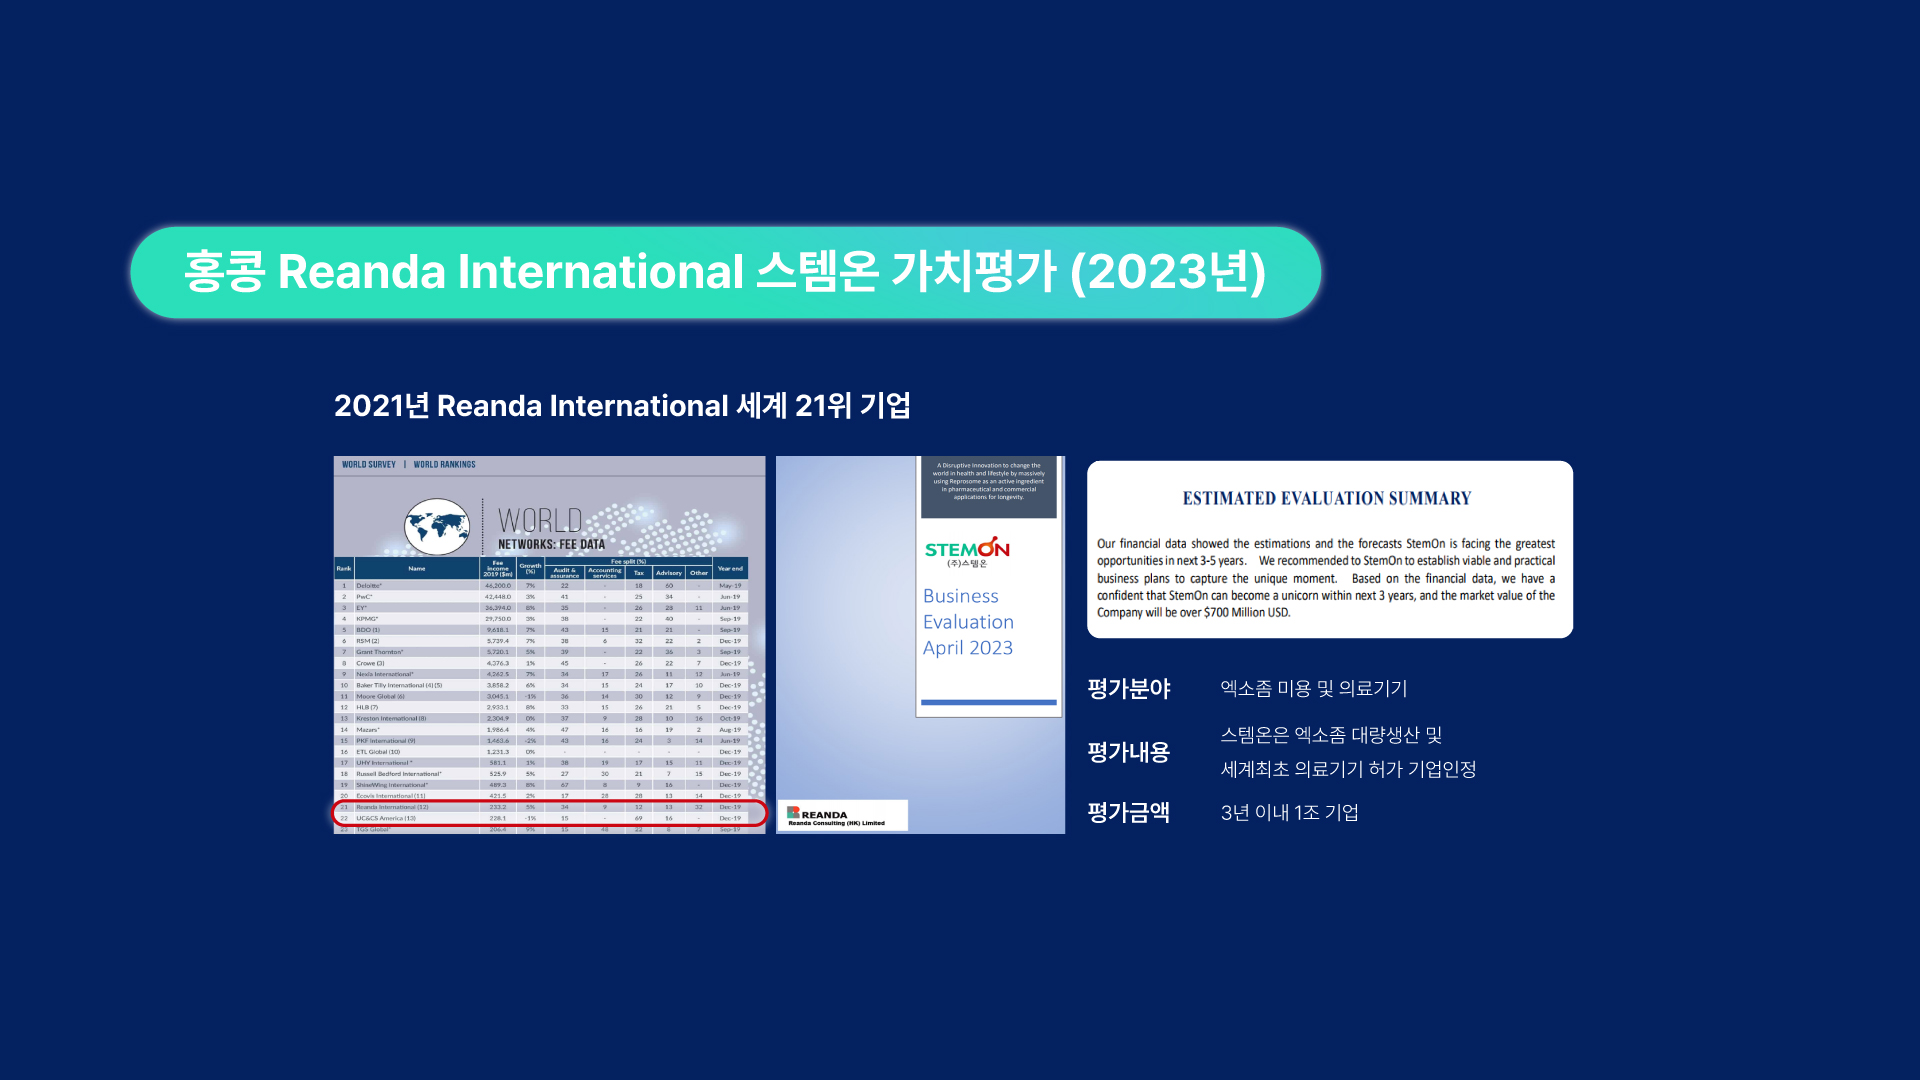 홍콩 Reanda International 스템온 가치평가 (2023년)
2021년 Reanda International 세계 21위 기업
WORLD SURVEY | WORLD RANKINGS
WORLD
NETWORKS: FEE DATA
Rank Name Fee income 2019 ($m) Growth (%) Fee split (%) Audit & assurance Accounting services Tax Advisory Other Year end
1 Deloitte* 46,200.0 7% 22 - 18 60 - May-19
2 PwC* 42,448.0 3% 41 - 25 34 - Jun-19
3 EY* 36,394.0 8% 35 - 26 28 11 Jun-19
4 KPMG* 29,750.0 3% 38 - 22 40 - Sep-19
5 BDO (1) 9,618.1 7% 43 15 21 21 - Sep-19
6 RSM (2) 5,739.4 7% 38 6 32 22 2 Dec-19
7 Grant Thornton* 5,720.1 5% 39 - 22 36 3 Sep-19
8 Crowe (3) 4,376.3 1% 45 - 26 22 7 Dec-19
9 Nexia International* 4,262.5 7% 34 17 26 11 12 Jun-19
10 Baker Tilly International (4) (5) 3,858.2 6% 34 15 24 17 10 Dec-19
11 Moore Global (6) 3,045.1 -1% 36 14 30 12 9 Dec-19
12 HLB (7) 2,933.1 8% 33 15 26 21 5 Dec-19
13 Kreston International (8) 2,304.9 0% 37 9 28 10 16 Oct-19
14 Mazars* 1,986.4 4% 47 16 16 19 2 Aug-19
15 PKF International (9) 1,463.6 -2% 43 16 24 3 14 Jun-19
16 ETL Global (10) 1,231.3 0% - - - - - Dec-19
17 UHY International * 581.1 1% 38 19 17 15 11 Dec-19
18 Russell Bedford International* 525.9 5% 27 30 21 7 15 Dec-19
19 ShineWing International* 489.3 8% 67 8 9 16 - Dec-19
20 Ecovis International (11) 421.5 2% 17 28 28 13 14 Dec-19
21 Reanda International (12) 233.2 5% 34 9 12 13 32 Dec-19
22 UC&CS America (13) 228.1 -1% 15 - 69 16 - Dec-19
23 TGS Global* 206.4 9% 15 48 22 8 7 Sep-19
A Disruptive Innovation to change the
world in health and lifestyle by massively
using Reprosome as an active ingredient
in pharmaceutical and commercial
applications for longevity.
STEMON
(주)스템온
Business
Evaluation
April 2023
REANDA
Reanda Consulting (HK) Limited
ESTIMATED EVALUATION SUMMARY
Our financial data showed the estimations and the forecasts StemOn is facing the greatest
opportunities in next 3-5 years. We recommended to StemOn to establish viable and practical
business plans to capture the unique moment. Based on the financial data, we have a
confident that StemOn can become a unicorn within next 3 years, and the market value of the
Company will be over $700 Million USD.
평가분야 엑소좀 미용 및 의료기기
평가내용 스템온은 엑소좀 대량생산 및
세계최초 의료기기 허가 기업인정
평가금액 3년 이내 1조 기업